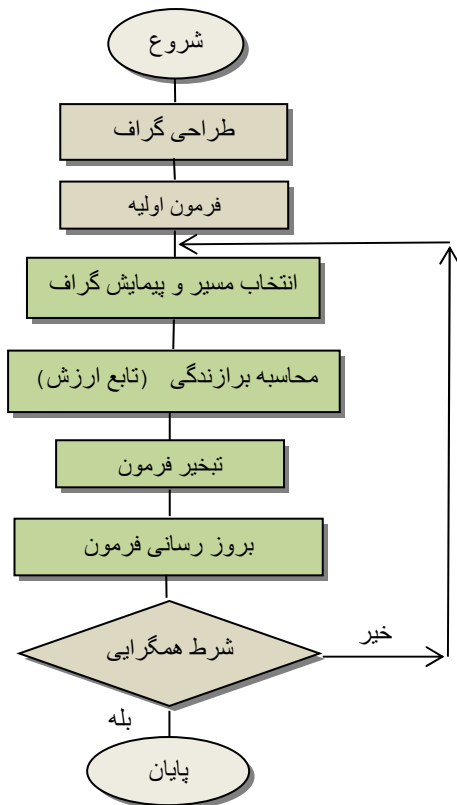 شروع
طراحی گراف
فرمون اولیه
انتخاب مسیر و پیمایش گراف
محاسبه برازندگی (تابع ارزش)
تبخیر فرمون
بروز رسانی فرمون
شرط همگرایی
خیر
بله
پایان